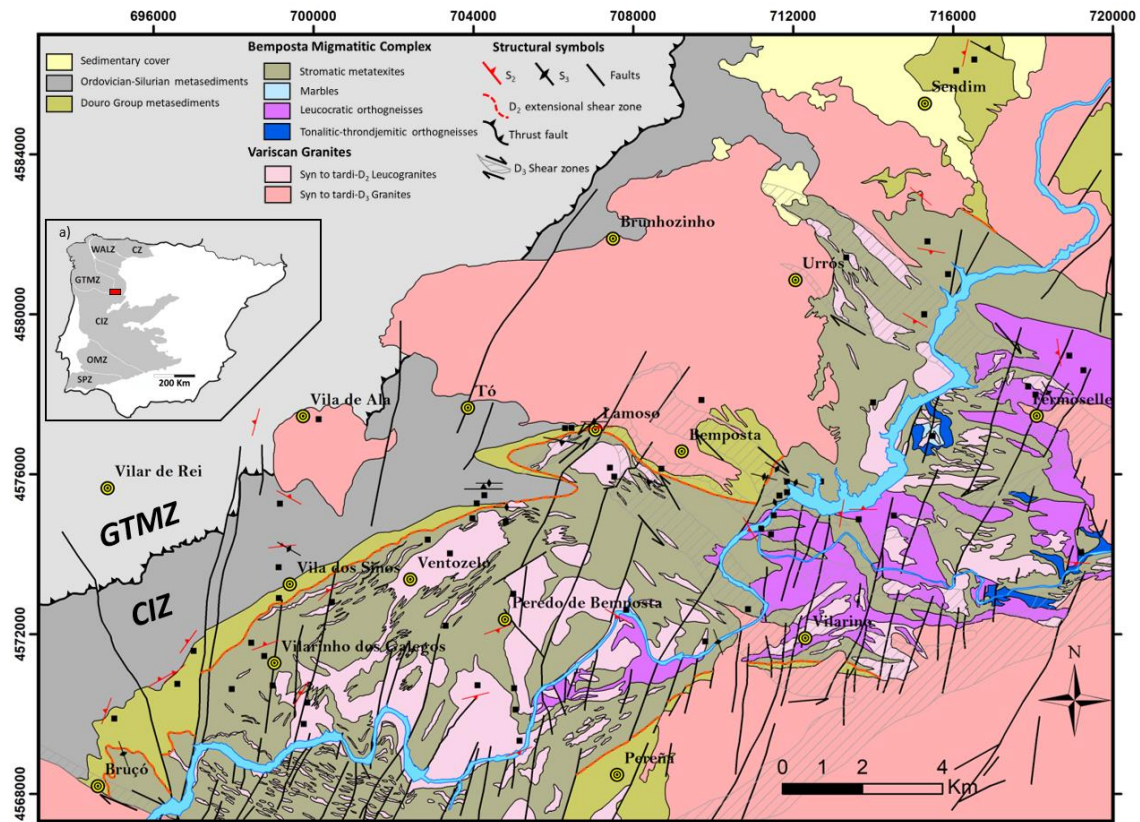 696000 700000 704000 708000 712000 716000 720000
4584000
4580000
4576000
4572000
4568000
Sedimentary cover
Ordovician-Silurian metasediments
Douro Group metasediments
Bemposta Migmatitic Complex
Stromatic metatexites
Marbles
Leucocratic orthogneisses
Tonalitic-throndjemitic orthogneisses
Variscan Granites
Syn to tardi-D2 Leucogranites
Syn to tardi-D3 Granites
Structural symbols
S2
S3
Faults
D2 extensional shear zone
Thrust fault
D3 Shear zones
a)
WALZ
CZ
GTMZ
CIZ
OMZ
SPZ
200 Km
Sendim
Brunhozinho
Urrós
Vila de Ala
Tó
Lamoso
Bemposta
Fermoselle
Vilar de Rei
GTMZ
CIZ
Vila dos Sinos
Ventozelo
Peredo de Bemposta
Vilarino
Vilarinho dos Galegos
Bruçó
Pereña
N
0 1 2 4
Km